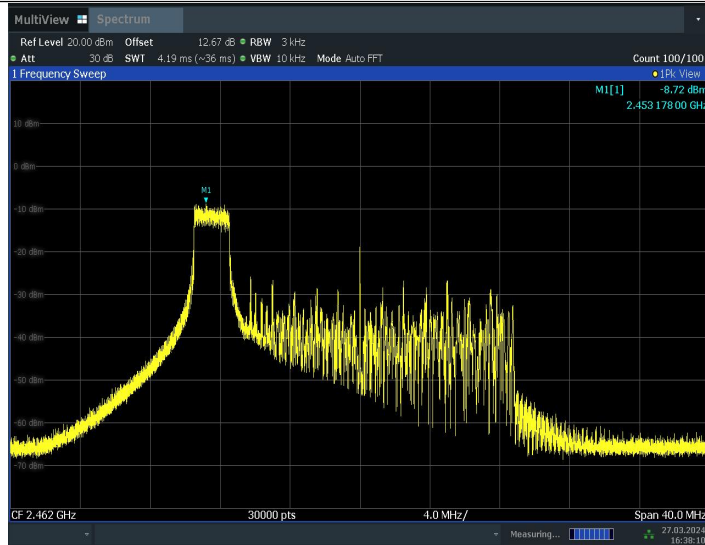 MultiView Spectrum
Ref Level 20.00 dBm Offset 12.67 dB RBW 3 kHz
Att 30 dB SWT 4.19 ms (~36 ms) VBW 10 kHz Mode Auto FFT Count 100/100
1 Frequency Sweep 1Pk View
M1[1] -8.72 dBm
2.453 178 00 GHz
10 dBm
0 dBm
M1
-10 dBm
-20 dBm
-30 dBm
-40 dBm
-50 dBm
-60 dBm
-70 dBm
CF 2.462 GHz 30000 pts 4.0 MHz/ Span 40.0 MHz
Measuring... 27.03.2024
16:38:10